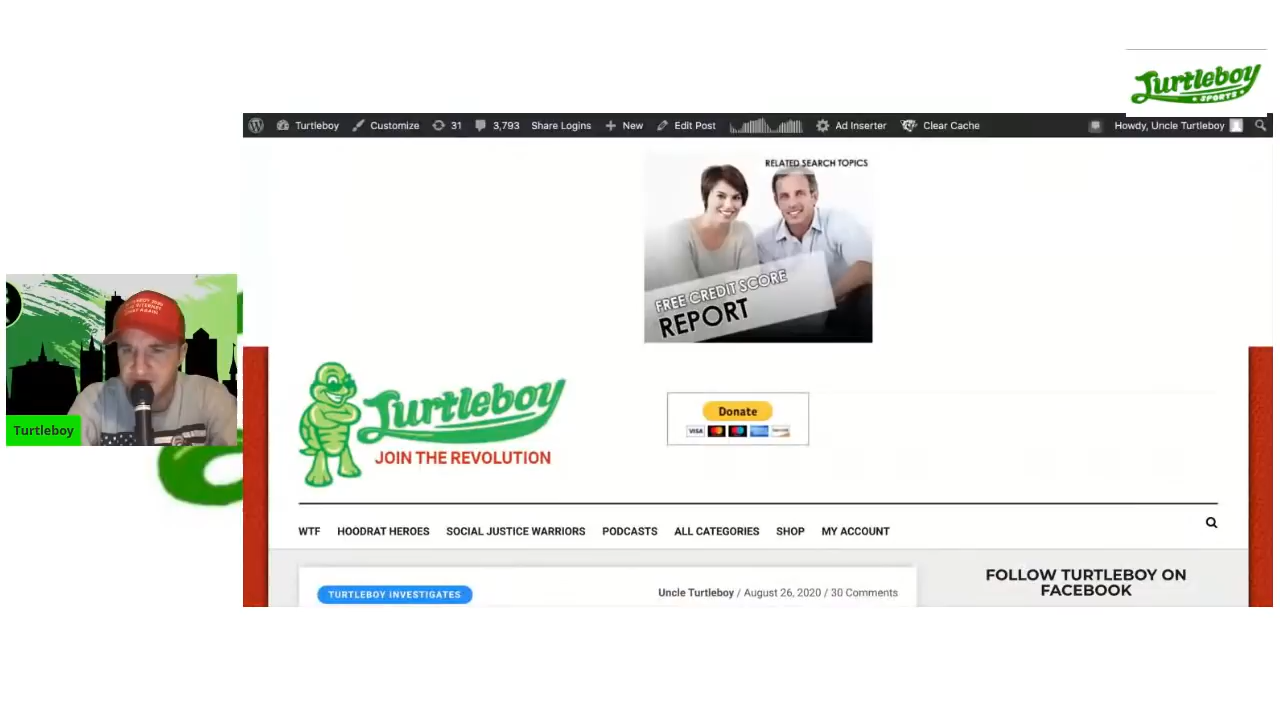 Turtleboy
SPORTS
Turtleboy Customize 31 3,793 Share Logins New Edit Post Ad Inserter Clear Cache Howdy, Uncle Turtleboy
RELATED SEARCH TOPICS
FREE CREDIT SCORE
REPORT
Turtleboy
JOIN THE REVOLUTION
Donate
VISA
Turtleboy
WTF HOODRAT HEROES SOCIAL JUSTICE WARRIORS PODCASTS ALL CATEGORIES SHOP MY ACCOUNT
TURTLEBOY INVESTIGATES
Uncle Turtleboy / August 26, 2020 / 30 Comments
FOLLOW TURTLEBOY ON
FACEBOOK